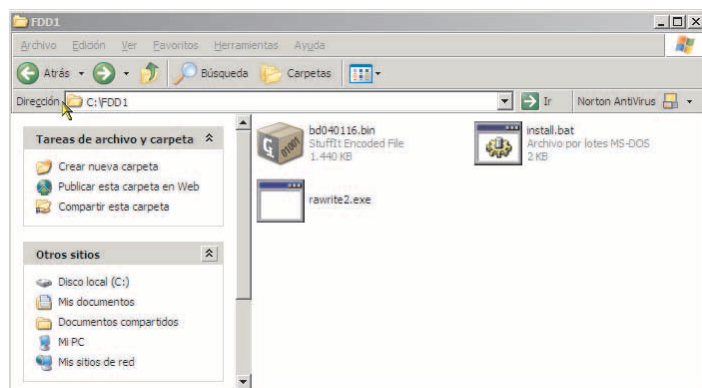 FDD1
Archivo Edición Ver Favoritos Herramientas Ayuda
Atrás Búsqueda Carpetas
Dirección C:\FDD1 Ir Norton AntiVirus
Tareas de archivo y carpeta
Crear nueva carpeta
Publicar esta carpeta en Web
Compartir esta carpeta
Otros sitios
Disco local (C:)
Mis documentos
Documentos compartidos
Mi PC
Mis sitios de red
bd040116.bin
StuffIt Encoded File
1.440 KB
install.bat
Archivo por lotes MS-DOS
2 KB
rawrite2.exe